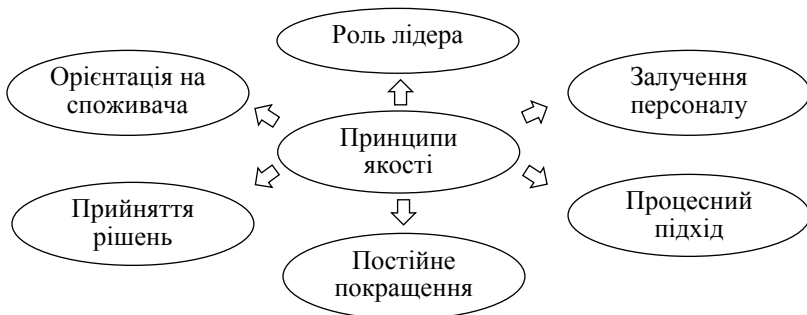 Роль лідера
Орієнтація на
споживача
Залучення
персоналу
Принципи
якості
Прийняття
рішень
Процесний
підхід
Постійне
покращення